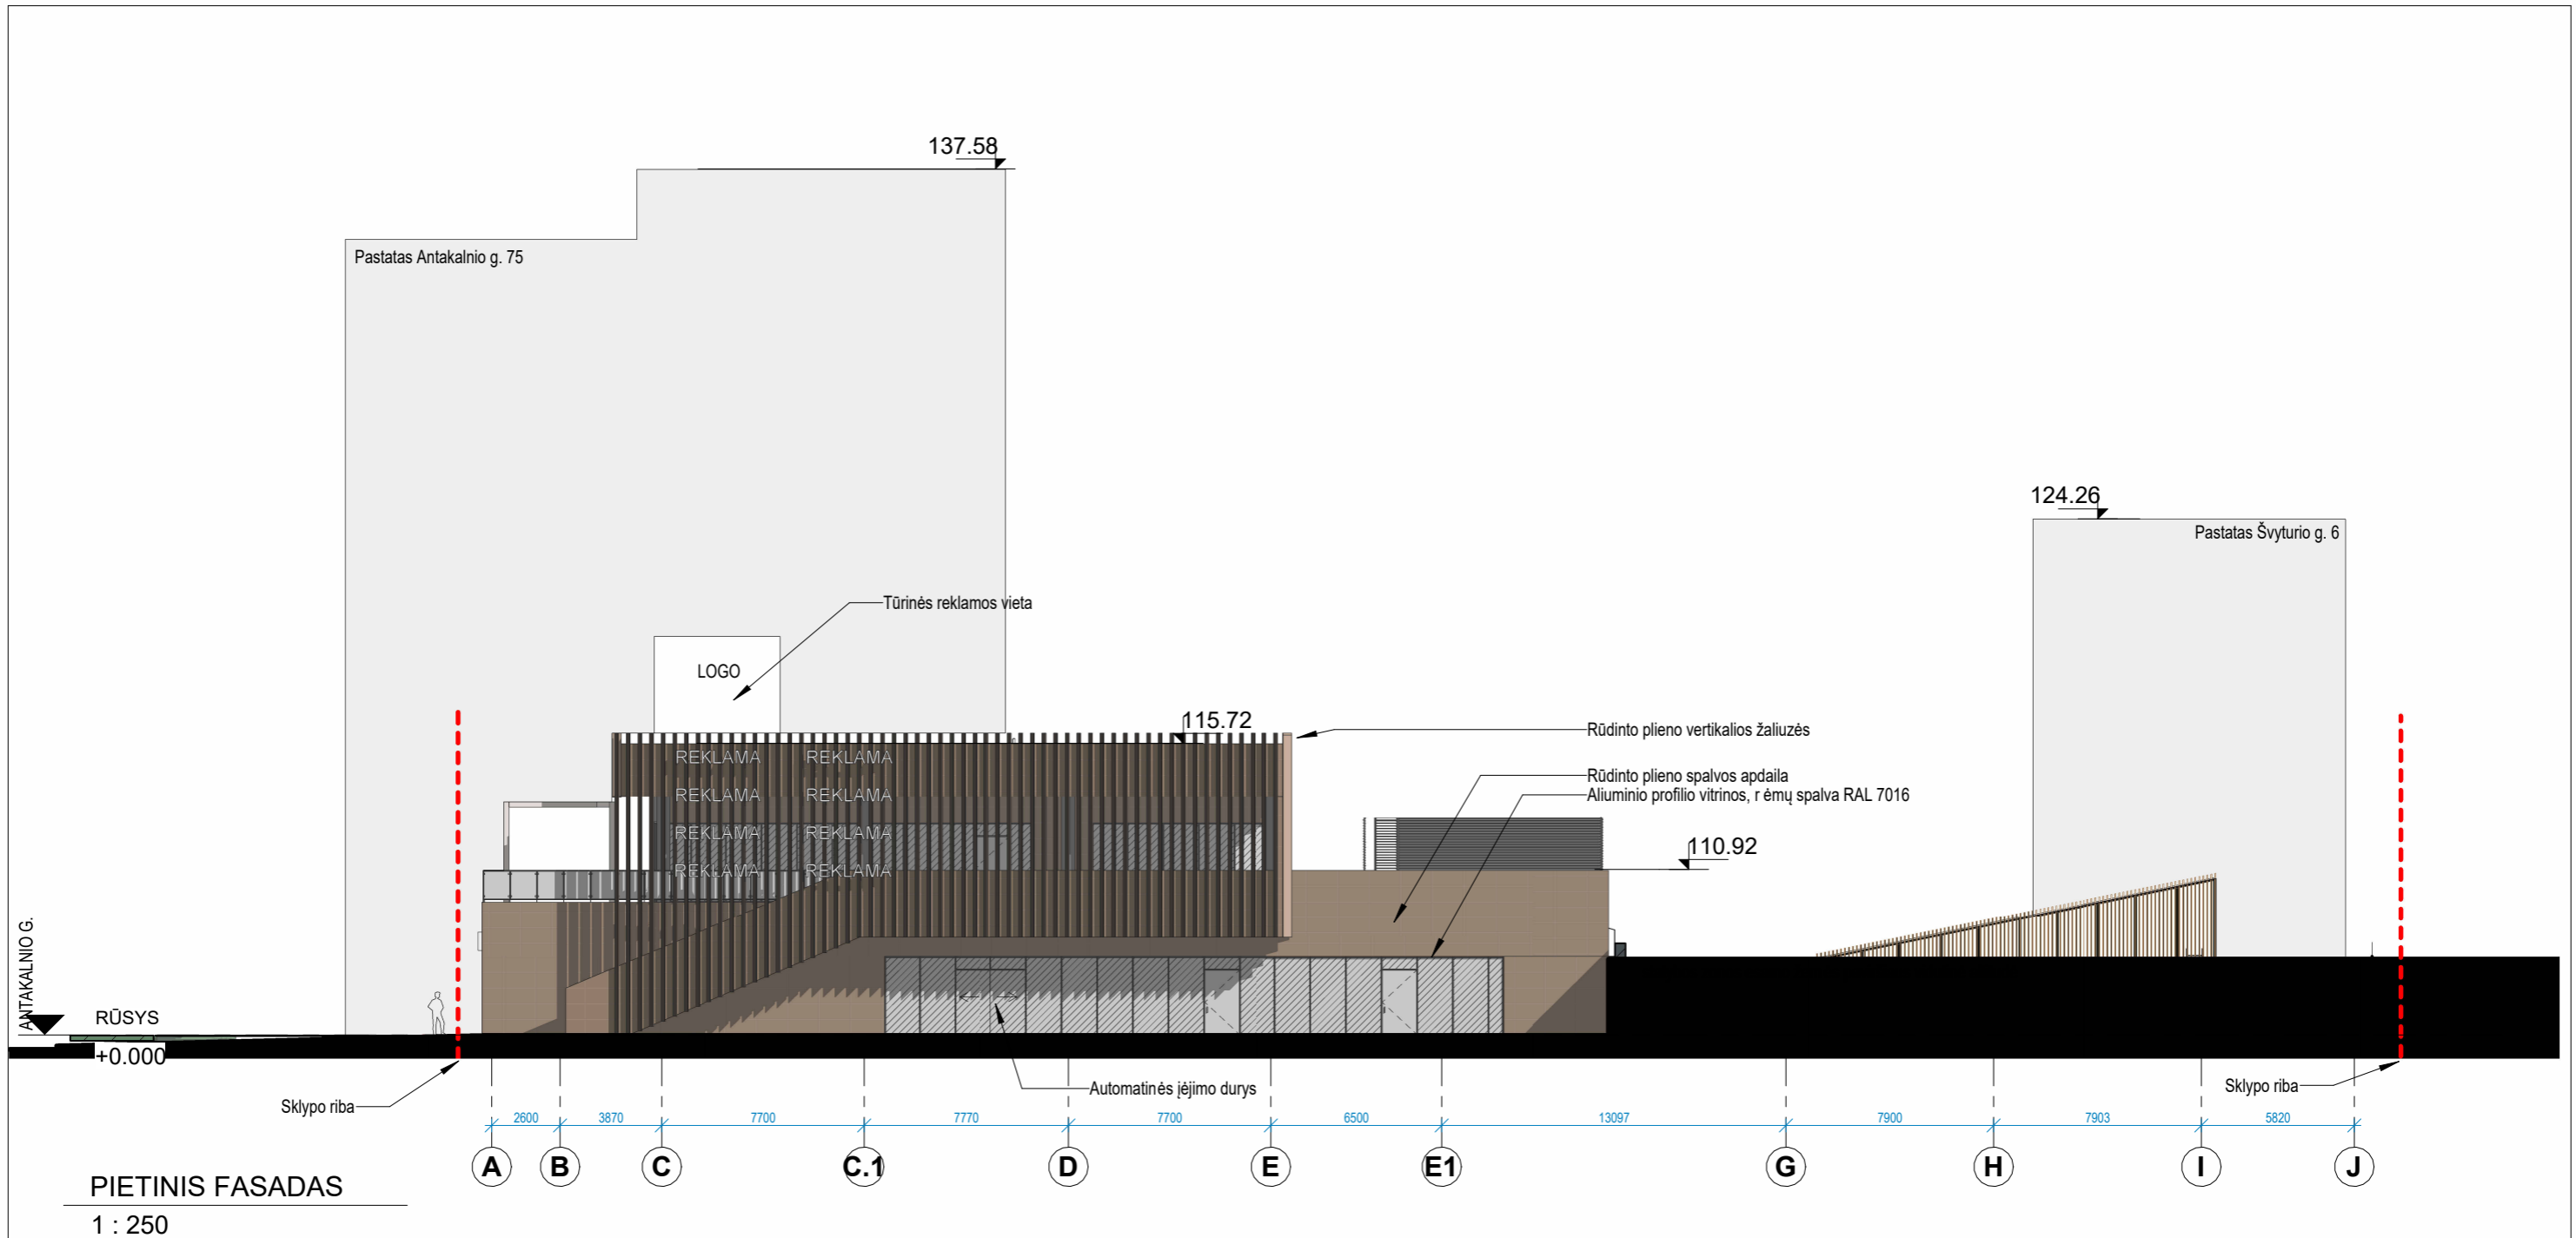 137.58
Pastatas Antakalnio g. 75
124.26
Pastatas Švyturio g. 6
Tūrinės reklamos vieta
LOGO
115.72
Rūdinto plieno vertikalios žaliuzės
REKLAMA REKLAMA
Rūdinto plieno spalvos apdaila
REKLAMA REKLAMA
Aliuminio profilio vitrinos, r ėmų spalva RAL 7016
REKLAMA REKLAMA
110.92
REKLAMA REKLAMA
ANTAKALNIO G.
RŪSYS
+0.000
Sklypo riba
Automatinės įėjimo durys
Sklypo riba
2600 3870 7700 7770 7700 6500 13097 7900 7903 5820
A B C C.1 D E E1 G H I J
PIETINIS FASADAS
1 : 250